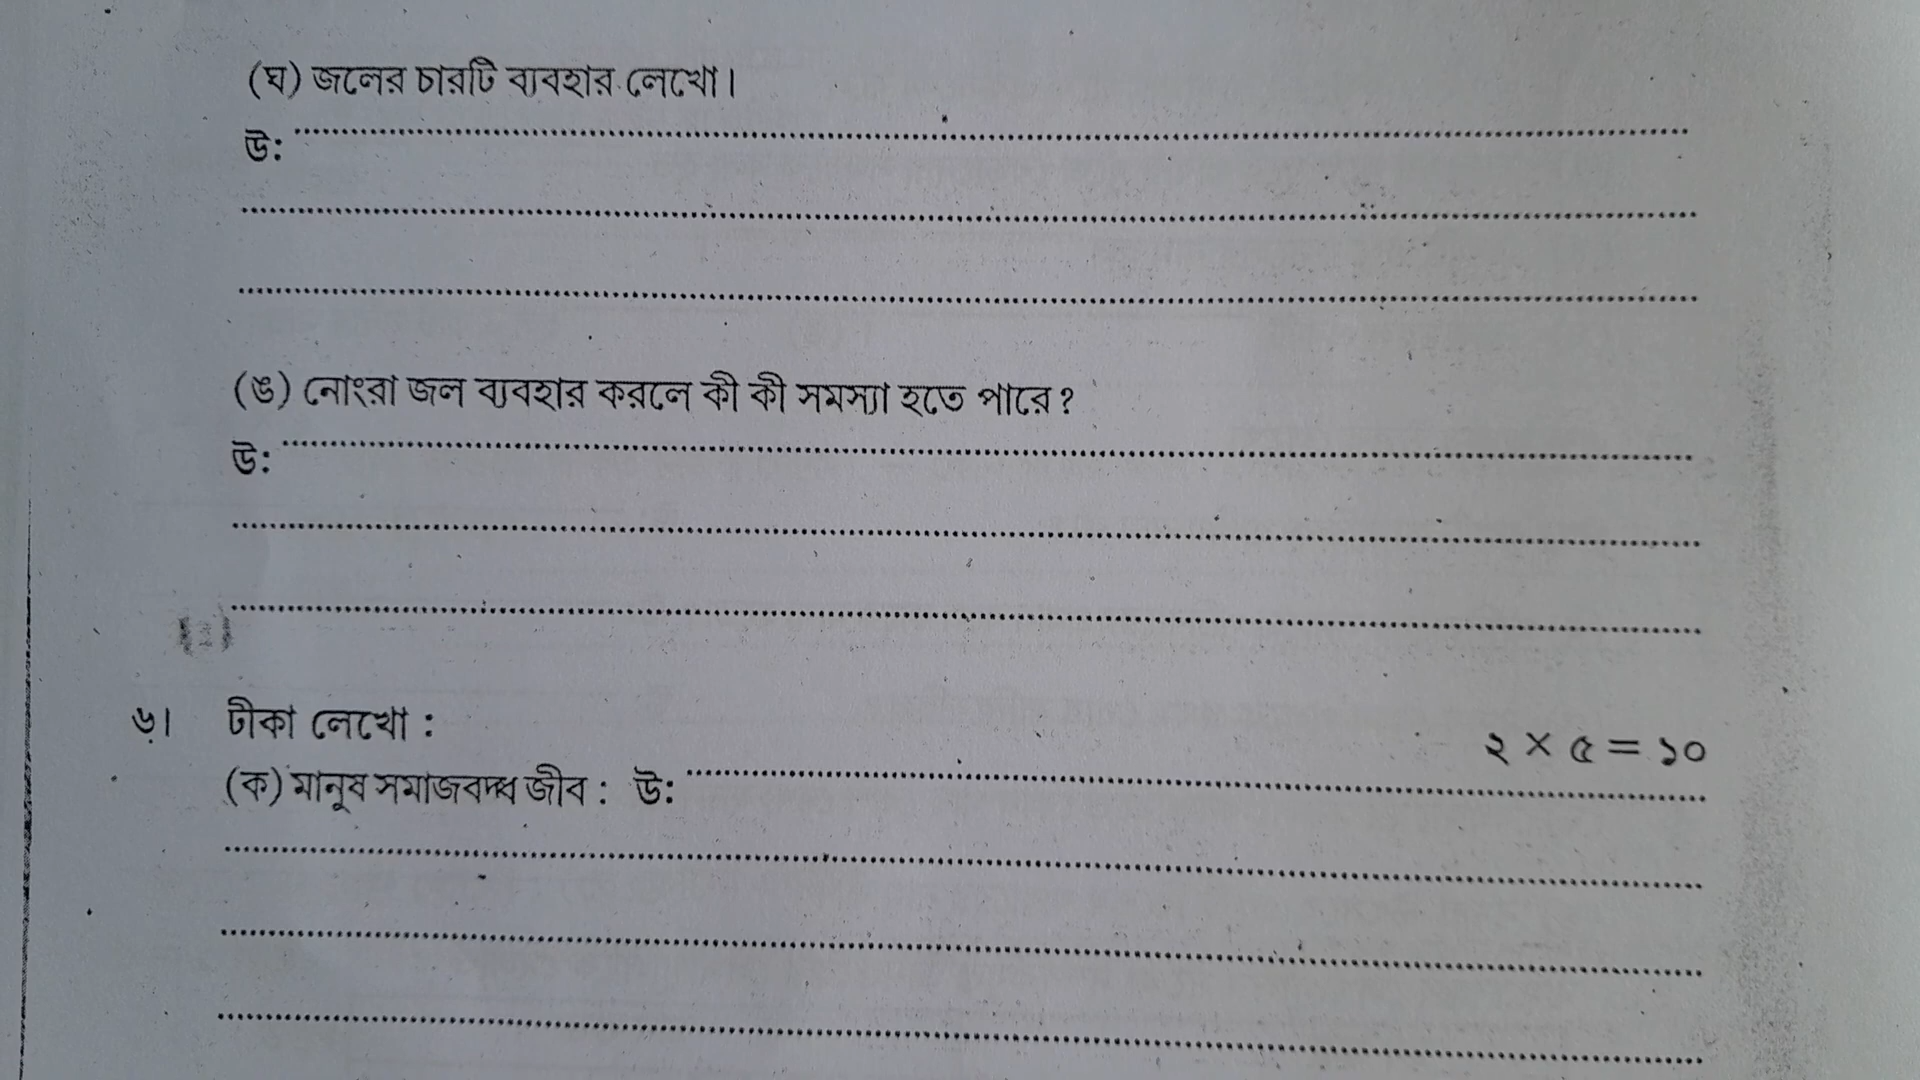 (ঘ) জলের চারটি ব্যবহার লেখো।
উ:
(ঙ) নোংরা জল ব্যবহার করলে কী কী সমস্যা হতে পারে?
উ:
৬। টীকা লেখো :
২ × ৫ = ১০
(ক) মানুষ সমাজবদ্ধ জীব : উ: